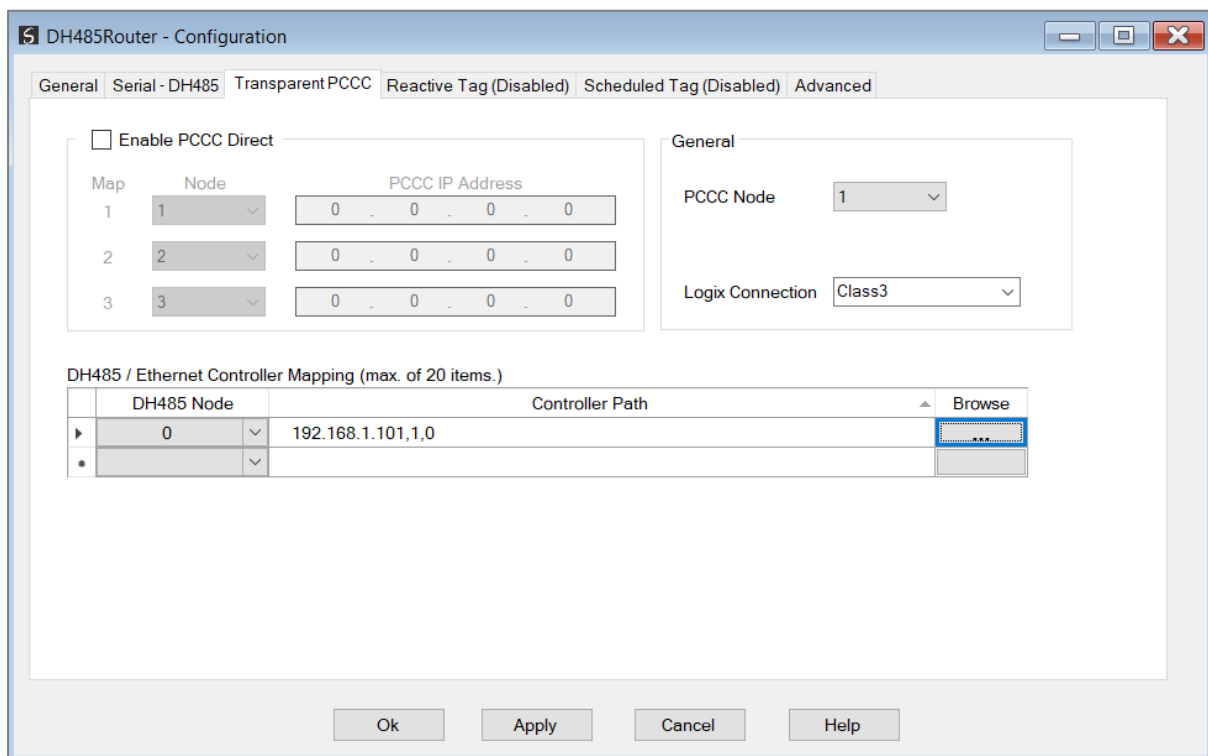 DH485Router - Configuration
General Serial - DH485 Transparent PCCC Reactive Tag (Disabled) Scheduled Tag (Disabled) Advanced
Enable PCCC Direct
Map Node PCCC IP Address
1 1 0 . 0 . 0 . 0
2 2 0 . 0 . 0 . 0
3 3 0 . 0 . 0 . 0
General
PCCC Node 1
Logix Connection Class3
DH485 / Ethernet Controller Mapping (max. of 20 items.)
DH485 Node Controller Path Browse
0 192.168.1.101,1,0 ...
Ok Apply Cancel Help